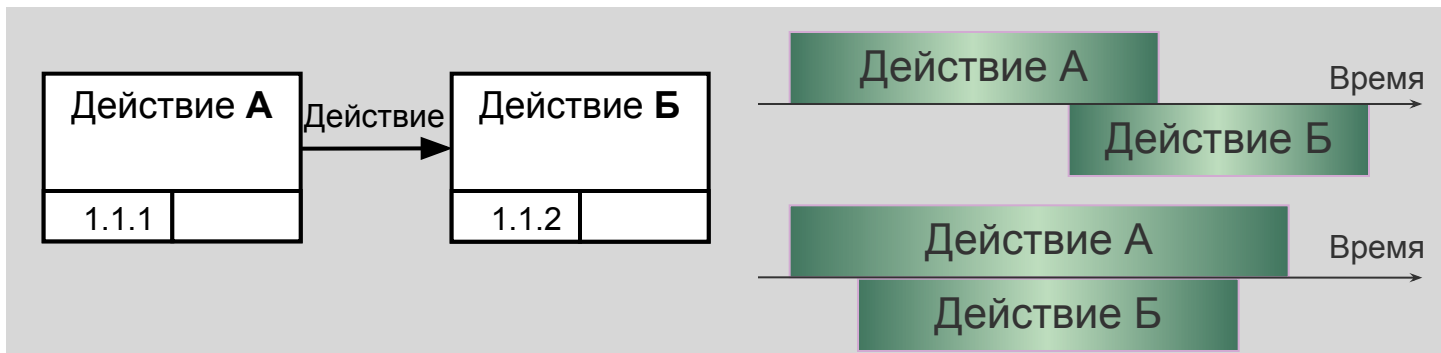 Действие А
Действие
Действие Б
1.1.1
1.1.2
Действие А
Время
Действие Б
Действие А
Время
Действие Б